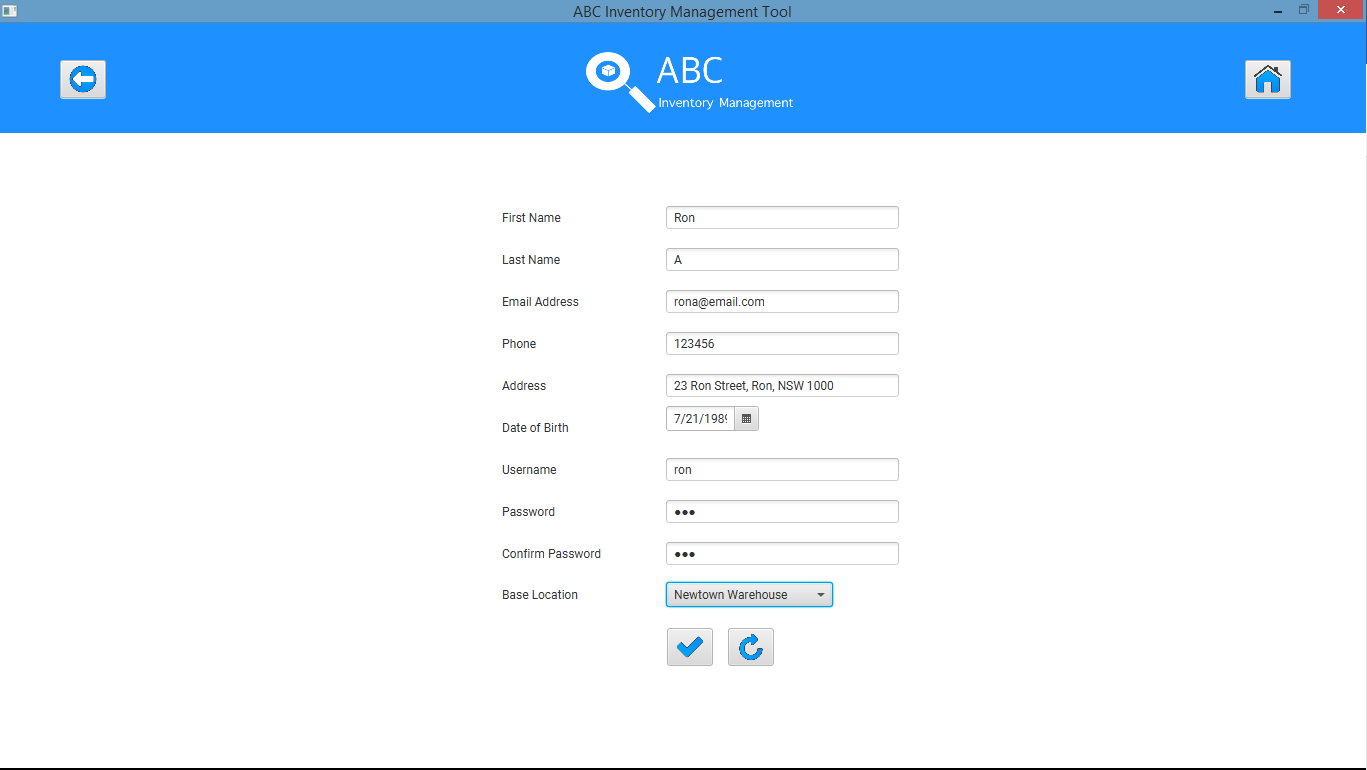 ABC Inventory Management Tool
ABC
Inventory Management
First Name Ron
Last Name A
Email Address rona@email.com
Phone 123456
Address 23 Ron Street, Ron, NSW 1000
Date of Birth 7/21/1989
Username ron
Password ●●●
Confirm Password ●●●
Base Location Newtown Warehouse